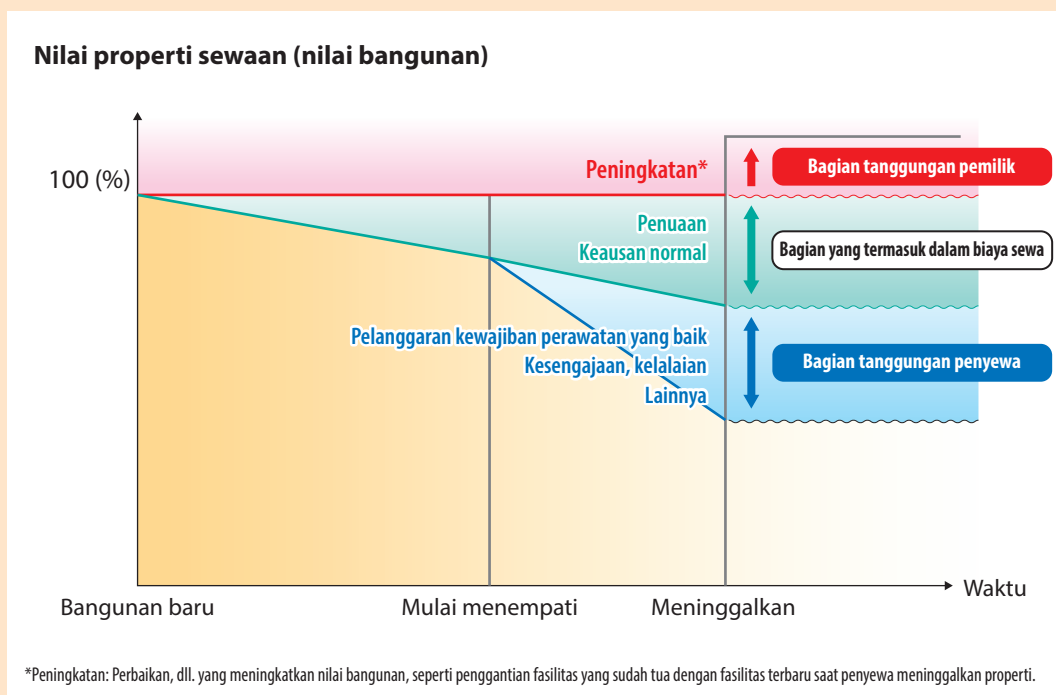 Nilai properti sewaan (nilai bangunan)
100 (%)
Peningkatan*
Bagian tanggungan pemilik
Penuaan
Keausan normal
Bagian yang termasuk dalam biaya sewa
Pelanggaran kewajiban perawatan yang baik
Kesengajaan, kelalaian
Lainnya
Bagian tanggungan penyewa
Waktu
Bangunan baru
Mulai menempati
Meninggalkan
*Peningkatan: Perbaikan, dll. yang meningkatkan nilai bangunan, seperti penggantian fasilitas yang sudah tua dengan fasilitas terbaru saat penyewa meninggalkan properti.